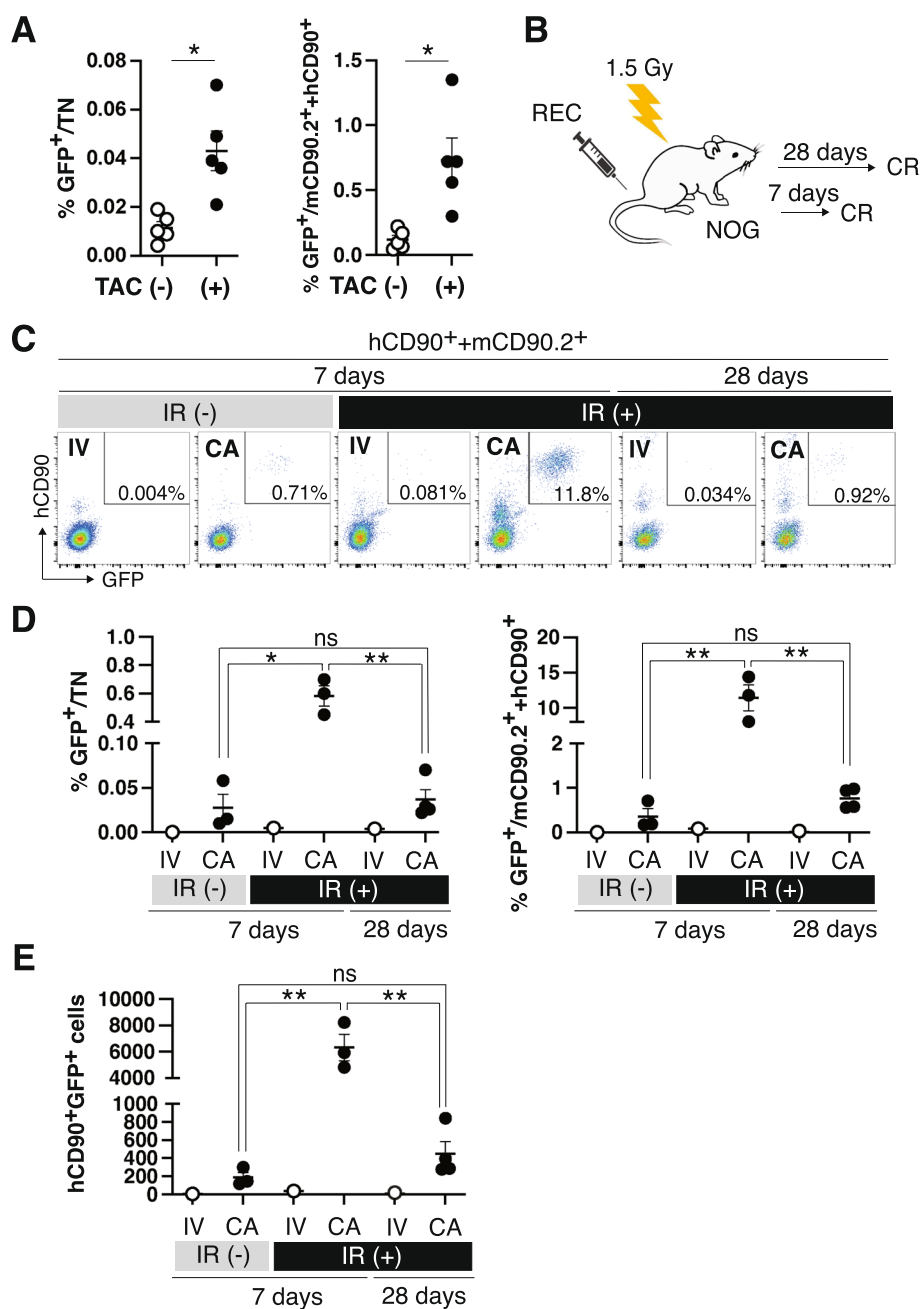 A
% GFP+/TN
0.08
0.06
0.04
0.02
0.00
*
TAC (-) (+)
% GFP+/mCD90.2++hCD90+
1.5
1.0
0.5
0.0
*
TAC (-) (+)
B
1.5 Gy
REC
NOG
28 days
CR
7 days
CR
C
hCD90++mCD90.2+
7 days 28 days
IR (-) IR (+)
hCD90
GFP
IV 0.004%
CA 0.71%
IV 0.081%
CA 11.8%
IV 0.034%
CA 0.92%
D
% GFP+/TN
1.0
0.8
0.6
0.4
0.10
0.05
0.00
ns
* **
IV CA IV CA IV CA
IR (-) IR (+)
7 days 28 days
% GFP+/mCD90.2++hCD90+
20
15
10
2
1
0
ns
** **
IV CA IV CA IV CA
IR (-) IR (+)
7 days 28 days
E
hCD90+GFP+ cells
10000
8000
6000
4000
1000
800
600
400
200
0
ns
** **
IV CA IV CA IV CA
IR (-) IR (+)
7 days 28 days